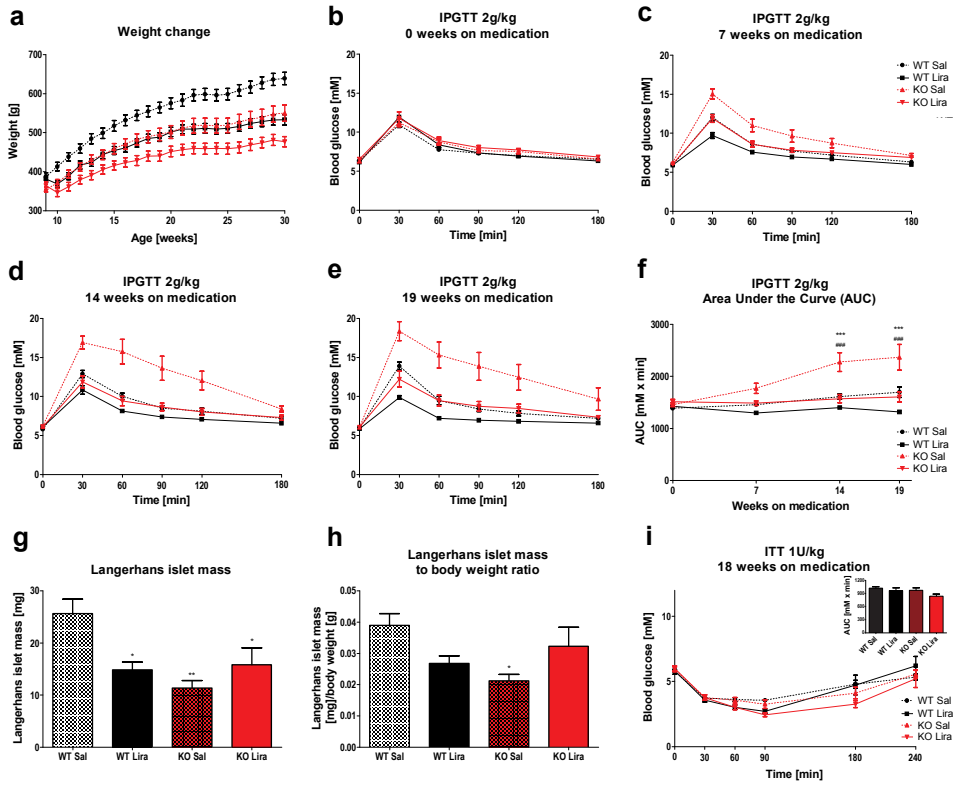 a
Weight change
Weight [g]
700
600
500
400
300
10
15
20
25
30
Age [weeks]
b
IPGTT 2g/kg
0 weeks on medication
Blood glucose [mM]
20
15
10
5
0
0
30
60
90
120
180
Time [min]
c
IPGTT 2g/kg
7 weeks on medication
Blood glucose [mM]
20
15
10
5
0
0
30
60
90
120
180
Time [min]
WT Sal
WT Lira
KO Sal
KO Lira
d
IPGTT 2g/kg
14 weeks on medication
Blood glucose [mM]
20
15
10
5
0
0
30
60
90
120
180
Time [min]
e
IPGTT 2g/kg
19 weeks on medication
Blood glucose [mM]
20
15
10
5
0
0
30
60
90
120
180
Time [min]
f
IPGTT 2g/kg
Area Under the Curve (AUC)
AUC [mM x min]
3000
2400
1600
800
0
0
7
14
19
Weeks on medication
***
###
***
###
WT Sal
WT Lira
KO Sal
KO Lira
g
Langerhans islet mass
Langerhans islet mass [mg]
30
20
10
0
*
**
*
WT Sal
WT Lira
KO Sal
KO Lira
h
Langerhans islet mass
to body weight ratio
Langerhans islet mass
[mg]/body weight [g]
0.05
0.04
0.03
0.02
0.01
0.00
*
WT Sal
WT Lira
KO Sal
KO Lira
i
ITT 1U/kg
18 weeks on medication
Blood glucose [mM]
10
5
0
0
30
60
90
180
240
Time [min]
AUC [mM x min]
1200
900
600
300
0
WT Sal
WT Lira
KO Sal
KO Lira
WT Sal
WT Lira
KO Sal
KO Lira